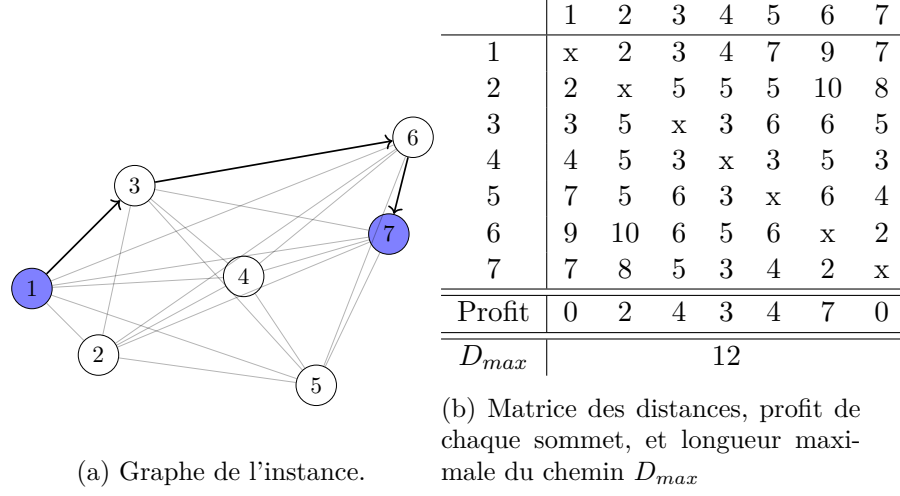 1 2 3 4 5 6 7
1 x 2 3 4 7 9 7
2 2 x 5 5 5 10 8
3 3 5 x 3 6 6 5
4 4 5 3 x 3 5 3
5 7 5 6 3 x 6 4
6 9 10 6 5 6 x 2
7 7 8 5 3 4 2 x
Profit 0 2 4 3 4 7 0
D_{max} 12
6
3
7
4
1
2
5
(a) Graphe de l'instance.
(b) Matrice des distances, profit de
chaque sommet, et longueur maxi-
male du chemin D_{max}